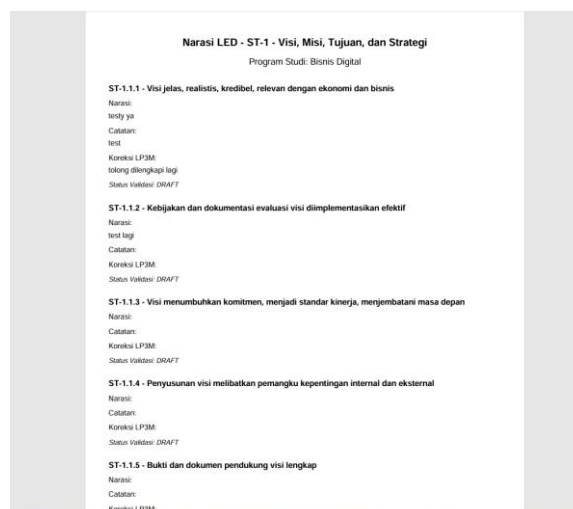 Narasi LED - ST-1 - Visi, Misi, Tujuan, dan Strategi
Program Studi: Bisnis Digital
ST-1.1.1 - Visi jelas, realistis, kredibel, relevan dengan ekonomi dan bisnis
Narasi:
testy ya
Catatan:
test
Koreksi LP3M:
tolong dilengkapi lagi
Status Validasi: DRAFT
ST-1.1.2 - Kebijakan dan dokumentasi evaluasi visi diimplementasikan efektif
Narasi:
test lagi
Catatan:
Koreksi LP3M:
Status Validasi: DRAFT
ST-1.1.3 - Visi menumbuhkan komitmen, menjadi standar kinerja, menjembatani masa depan
Narasi:
Catatan:
Koreksi LP3M:
Status Validasi: DRAFT
ST-1.1.4 - Penyusunan visi melibatkan pemangku kepentingan internal dan eksternal
Narasi:
Catatan:
Koreksi LP3M:
Status Validasi: DRAFT
ST-1.1.5 - Bukti dan dokumen pendukung visi lengkap
Narasi:
Catatan:
Koreksi LP3M: